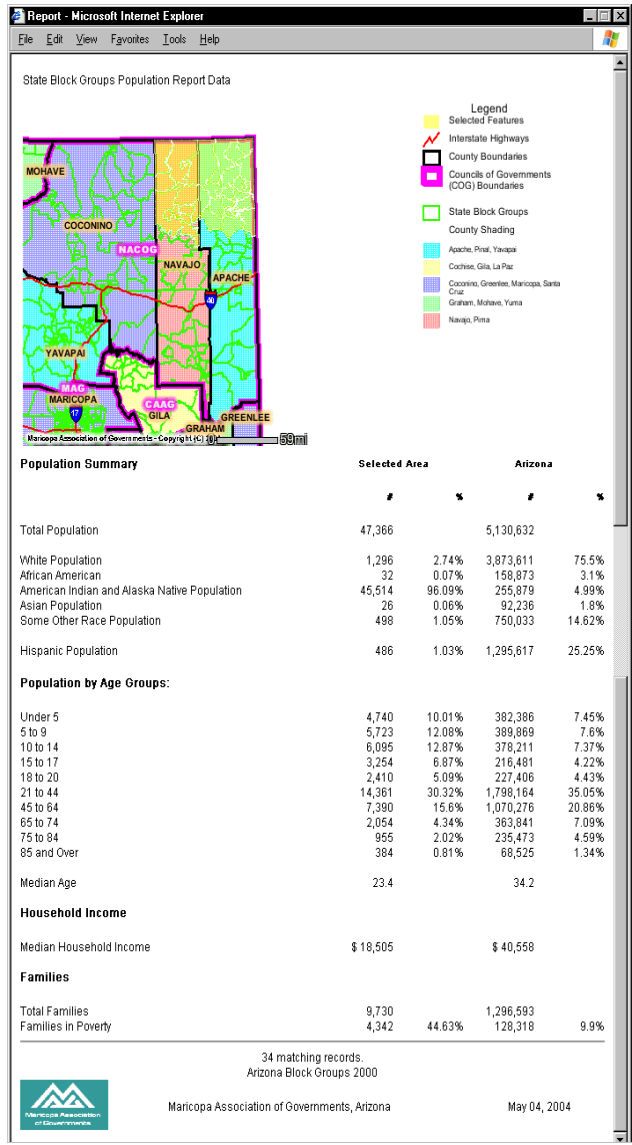 Report - Microsoft Internet Explorer
File Edit View Favorites Tools Help
State Block Groups Population Report Data
Legend
Selected Features
Interstate Highways
County Boundaries
Councils of Governments
(COG) Boundaries
State Block Groups
County Shading
Apache, Pinal, Yavapai
Cochise, Gila, La Paz
Coconino, Greenlee, Maricopa, Santa
Cruz
Graham, Mohave, Yuma
Navajo, Pima
MOHAVE
COCONINO
NACOG
NAVAJO
APACHE
40
YAVAPAI
MAG
MARICOPA
17
CAAG
GILA
GREENLEE
GRAHAM
Maricopa Association of Governments - Copyright (C)
59mi
Population Summary Selected Area Arizona
# % # %
Total Population 47,366 5,130,632
White Population 1,296 2.74% 3,873,611 75.5%
African American 32 0.07% 158,873 3.1%
American Indian and Alaska Native Population 45,514 96.09% 255,879 4.99%
Asian Population 26 0.06% 92,236 1.8%
Some Other Race Population 498 1.05% 750,033 14.62%
Hispanic Population 486 1.03% 1,295,617 25.25%
Population by Age Groups:
Under 5 4,740 10.01% 382,386 7.45%
5 to 9 5,723 12.08% 389,869 7.6%
10 to 14 6,095 12.87% 378,211 7.37%
15 to 17 3,254 6.87% 216,481 4.22%
18 to 20 2,410 5.09% 227,406 4.43%
21 to 44 14,361 30.32% 1,798,164 35.05%
45 to 64 7,390 15.6% 1,070,276 20.86%
65 to 74 2,054 4.34% 363,841 7.09%
75 to 84 955 2.02% 235,473 4.59%
85 and Over 384 0.81% 68,525 1.34%
Median Age 23.4 34.2
Household Income
Median Household Income $ 18,505 $ 40,558
Families
Total Families 9,730 1,296,593
Families in Poverty 4,342 44.63% 128,318 9.9%
34 matching records.
Arizona Block Groups 2000
Maricopa Association
of Governments
Maricopa Association of Governments, Arizona May 04, 2004